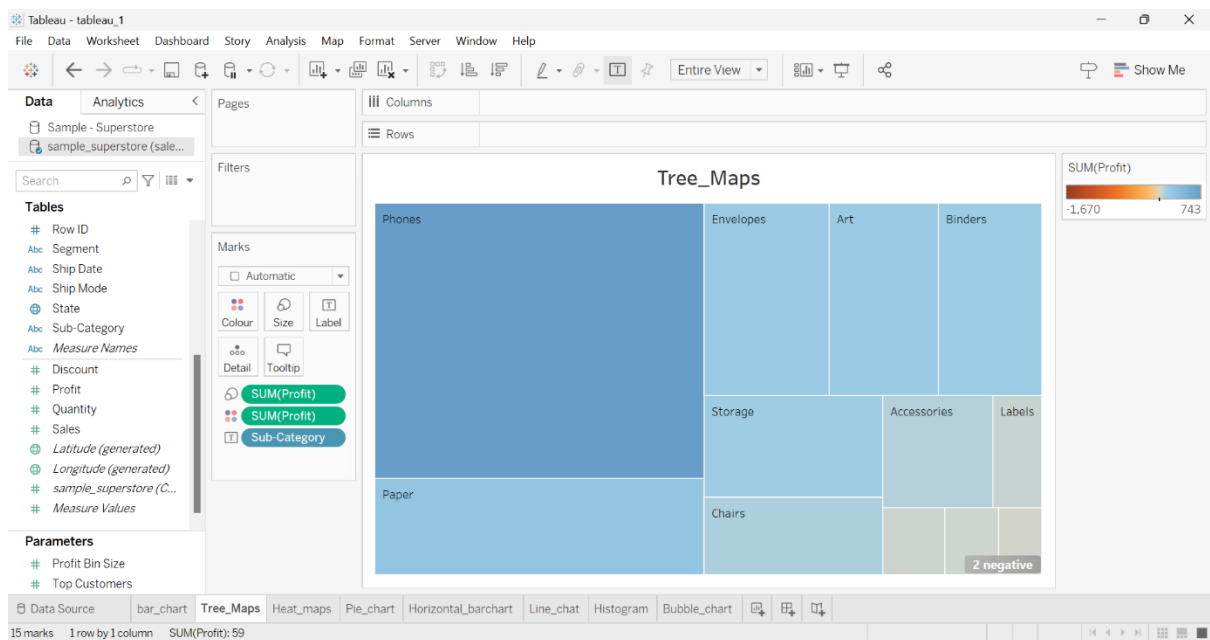 Tableau - tableau_1
File Data Worksheet Dashboard Story Analysis Map Format Server Window Help
Entire View
Show Me
Data Analytics
Sample - Superstore
sample_superstore (sale...
Search
Tables
# Row ID
Abc Segment
Abc Ship Date
Abc Ship Mode
State
Abc Sub-Category
Abc Measure Names
# Discount
# Profit
# Quantity
# Sales
Latitude (generated)
Longitude (generated)
# sample_superstore (C...
# Measure Values
Parameters
# Profit Bin Size
# Top Customers
Pages
Filters
Marks
Automatic
Colour Size Label
Detail Tooltip
SUM(Profit)
SUM(Profit)
Sub-Category
Columns
Rows
Tree_Maps
Phones
Envelopes
Art
Binders
Storage
Accessories
Labels
Paper
Chairs
2 negative
SUM(Profit)
-1,670 743
Data Source bar_chart Tree_Maps Heat_maps Pie_chart Horizontal_barchart Line_chat Histogram Bubble_chart
15 marks 1 row by 1 column SUM(Profit): 59